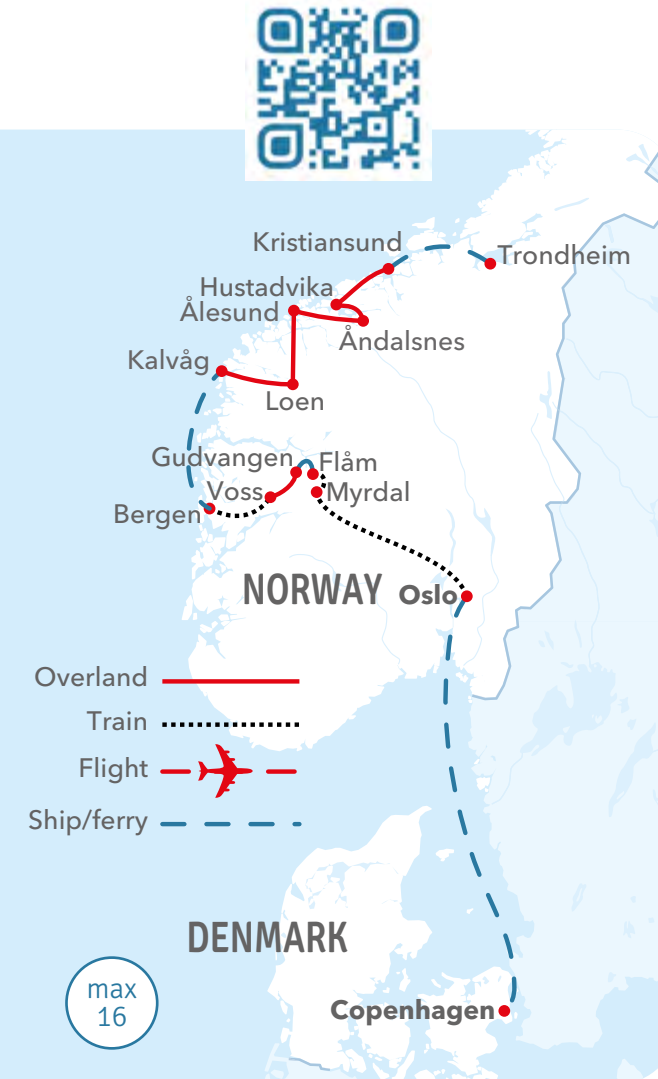 Kristiansund
Trondheim
Hustadvika
Ålesund
Åndalsnes
Kalvåg
Loen
Gudvangen
Flåm
Voss
Myrdal
Bergen
NORWAY
Oslo
Overland
Train
Flight
Ship/ferry
DENMARK
max
16
Copenhagen